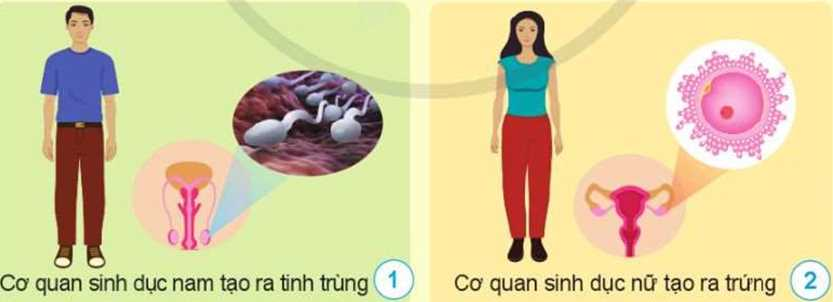 Cơ quan sinh dục nam tạo ra tinh trùng 1
Cơ quan sinh dục nữ tạo ra trứng 2